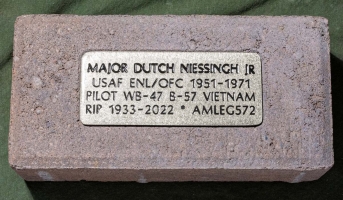 MAJOR DUTCH NIESSINGH JR
USAF ENL/OFC 1951-1971
PILOT WB-47 B-57 VIETNAM
RIP 1933-2022 * AMLEG572